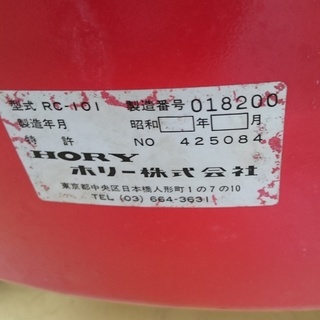 型式 RC-101 製造番号 018200
製造年月 昭和 年 月
特許 NO 425084
HORY
ホリー株式会社
東京都中央区日本橋人形町1の7の10
TEL (03) 664-3631